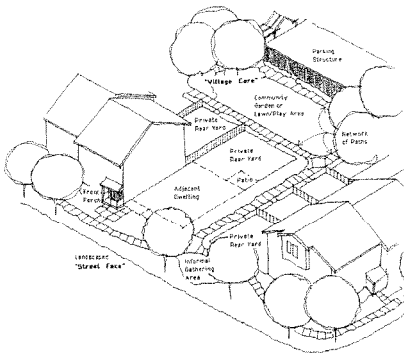 Parking
Structure
"Village Core"
Community
Garden or
Lawn/Play Area
Private
Rear Yard
Network
of Paths
Private
Rear Yard
Patio
Front
Porch
Adjacent
Dwelling
Landscaped
"Street Face"
Informal
Gathering
Area
Private
Rear Yard